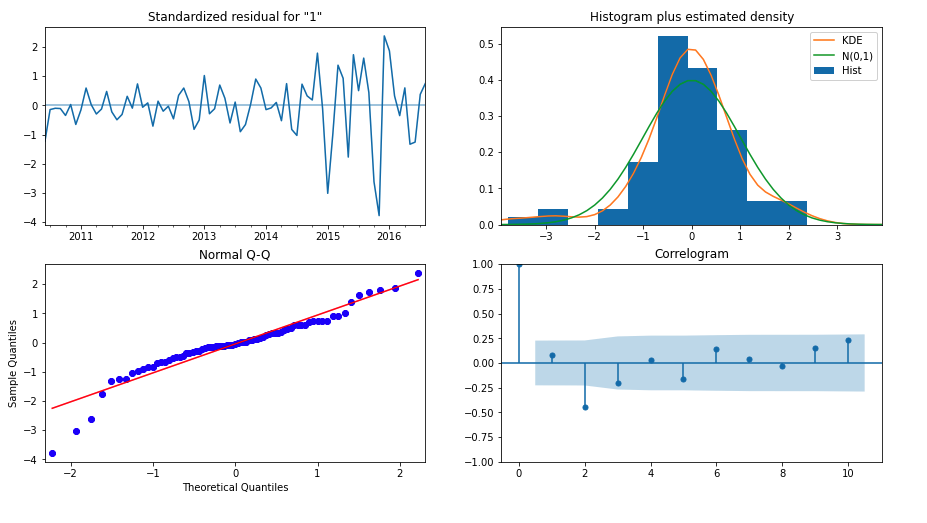 Standardized residual for "1"
2
1
0
−1
−2
−3
−4
2011 2012 2013 2014 2015 2016
Histogram plus estimated density
KDE
N(0,1)
Hist
0.5
0.4
0.3
0.2
0.1
0.0
−3 −2 −1 0 1 2 3
Normal Q-Q
Sample Quantiles
2
1
0
−1
−2
−3
−4
−2 −1 0 1 2
Theoretical Quantiles
Correlogram
1.00
0.75
0.50
0.25
0.00
−0.25
−0.50
−0.75
−1.00
0 2 4 6 8 10